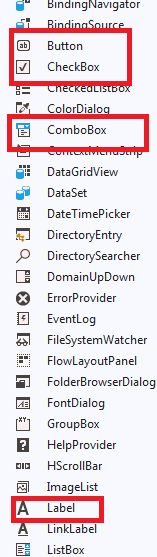 BindingNavigator
BindingSource
Button
CheckBox
CheckedListBox
ColorDialog
ComboBox
ContextMenuStrip
DataGridView
DataSet
DateTimePicker
DirectoryEntry
DirectorySearcher
DomainUpDown
ErrorProvider
EventLog
FileSystemWatcher
FlowLayoutPanel
FolderBrowserDialog
FontDialog
GroupBox
HelpProvider
HScrollBar
ImageList
Label
LinkLabel
ListBox